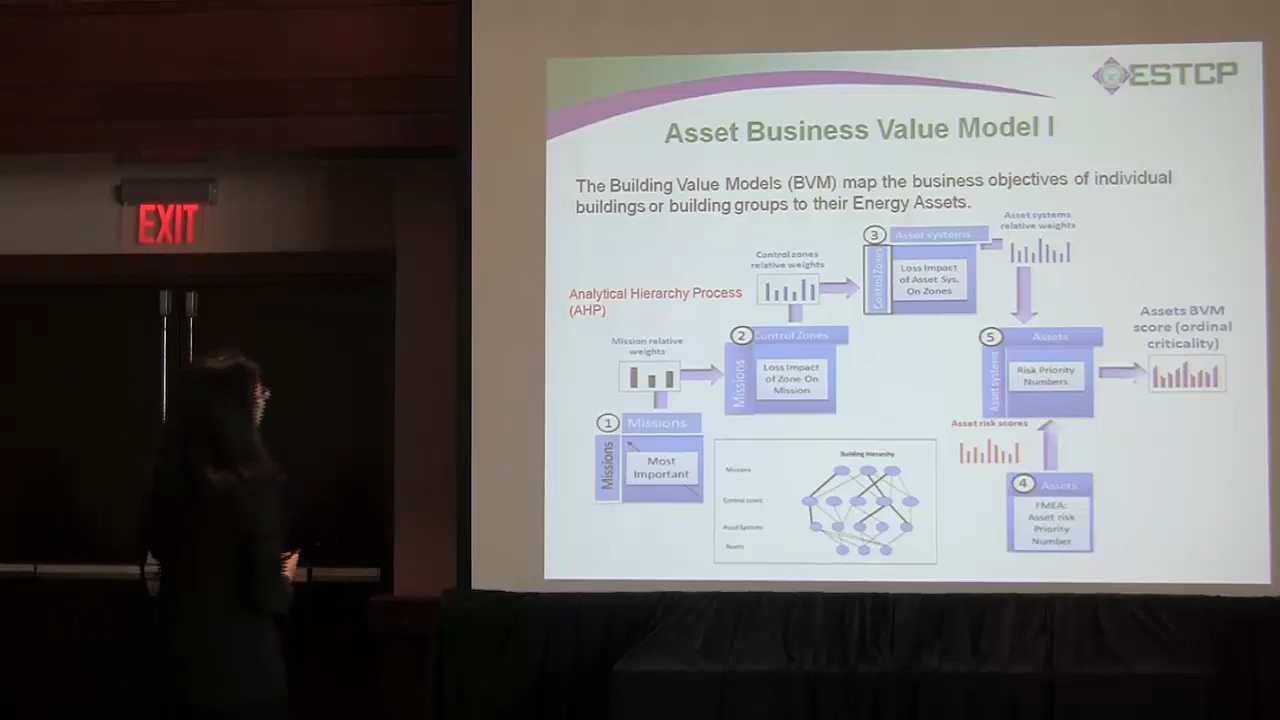 EXIT
ESTCP
Asset Business Value Model I
The Building Value Models (BVM) map the business objectives of individual
buildings or building groups to their Energy Assets.
Analytical Hierarchy Process
(AHP)
Mission relative
weights
1
Missions
Missions
Most
Important
Control zones
relative weights
2
Control Zones
Missions
Loss Impact
of Zone On
Mission
3
Asset systems
Control Zones
Loss Impact
of Asset Sys.
On Zones
Asset systems
relative weights
5
Assets
Asset systems
Risk Priority
Numbers
Assets BVM
score (ordinal
criticality)
Asset risk scores
4
Assets
FMEA:
Asset risk
Priority
Number
Building Hierarchy
Missions
Control zones
Asset Systems
Assets